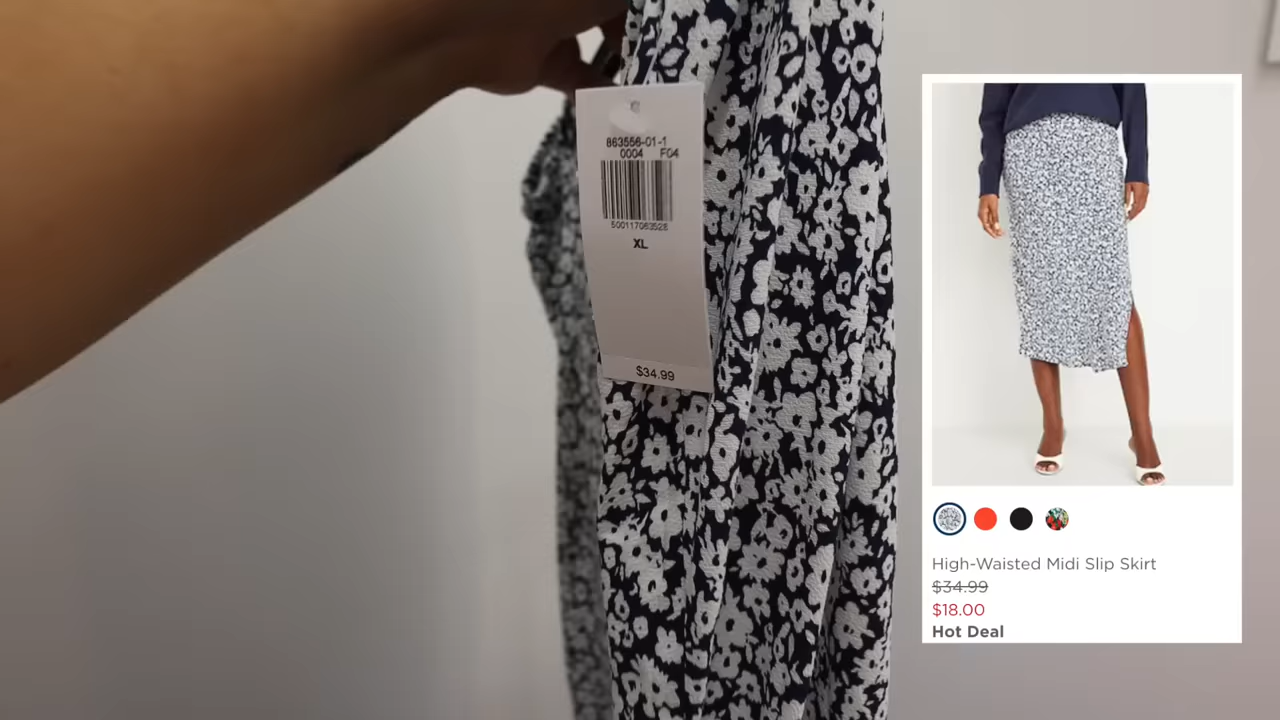 863556-01-1
0004 F04
500117063528
XL
$34.99
High-Waisted Midi Slip Skirt
$34.99
$18.00
Hot Deal